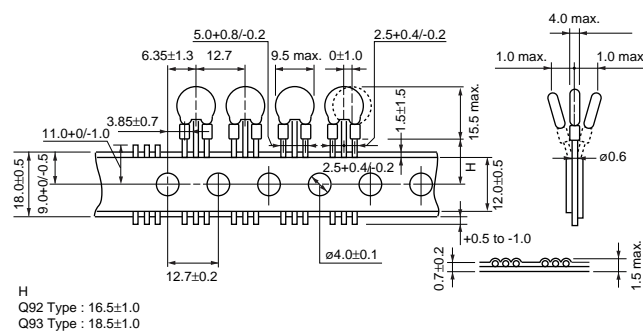 4.0 max.
5.0+0.8/-0.2
2.5+0.4/-0.2
6.35±1.3
12.7
9.5 max.
0±1.0
1.0 max.
1.0 max.
3.85±0.7
11.0+0/-1.0
1.5±1.5
15.5 max.
18.0±0.5
9.0+0/-0.5
2.5+0.4/-0.2
H
12.0±0.5
ø0.6
+0.5 to -1.0
ø4.0±0.1
12.7±0.2
0.7±0.2
1.5 max.
H
Q92 Type : 16.5±1.0
Q93 Type : 18.5±1.0